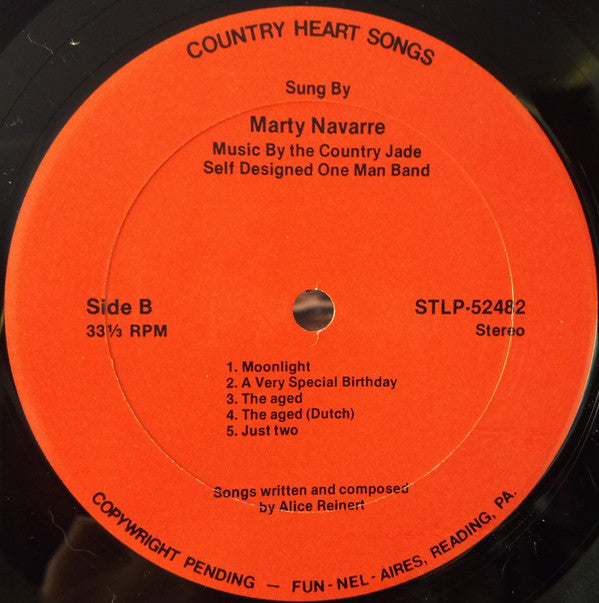 COUNTRY HEART SONGS
Sung By
Marty Navarre
Music By the Country Jade
Self Designed One Man Band
Side B
33⅓ RPM
STLP-52482
Stereo
1. Moonlight
2. A Very Special Birthday
3. The aged
4. The aged (Dutch)
5. Just two
Songs written and composed
by Alice Reinert
COPYWRIGHT PENDING — FUN-NEL-AIRES, READING, PA.